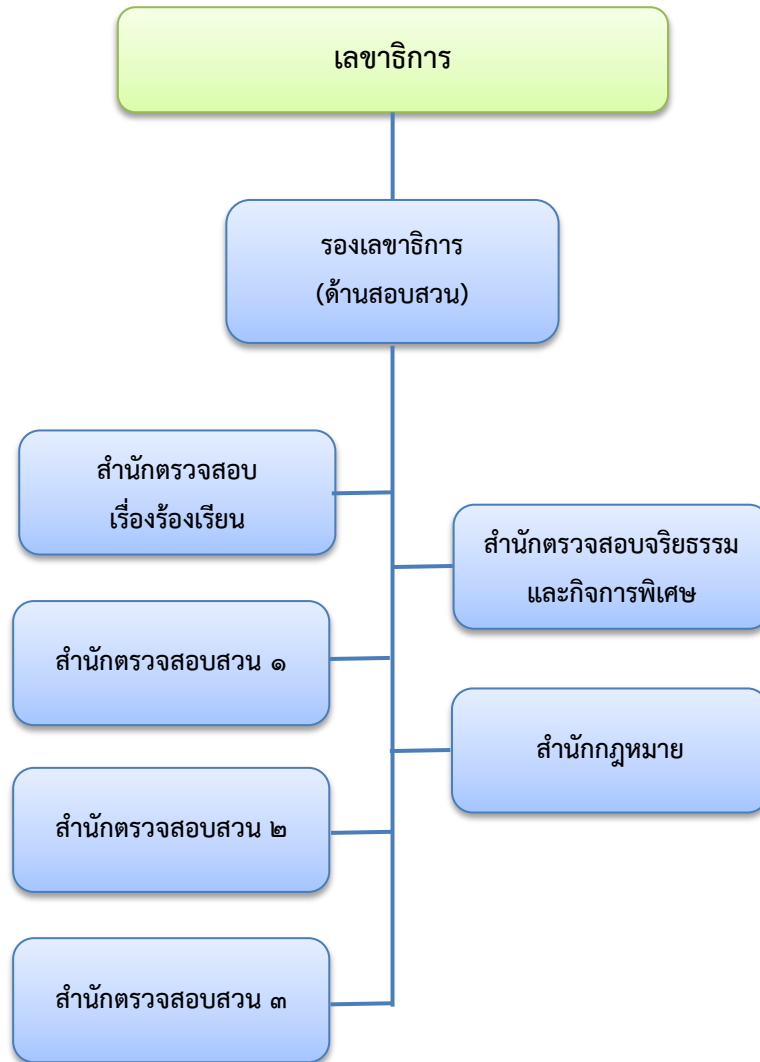 เลขาธิการ
รองเลขาธิการ
(ด้านสอบสวน)
สำนักตรวจสอบ
เรื่องร้องเรียน
สำนักตรวจสอบจริยธรรม
และกิจการพิเศษ
สำนักตรวจสอบสวน ๑
สำนักกฎหมาย
สำนักตรวจสอบสวน ๒
สำนักตรวจสอบสวน ๓